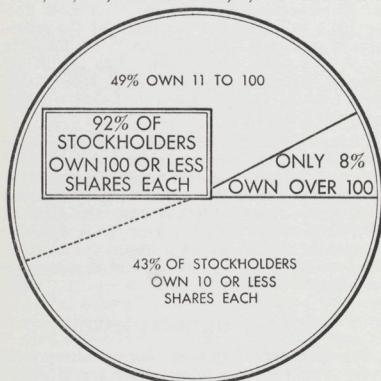 49% OWN 11 TO 100
92% OF
STOCKHOLDERS
OWN 100 OR LESS
SHARES EACH
ONLY 8%
OWN OVER 100
43% OF STOCKHOLDERS
OWN 10 OR LESS
SHARES EACH